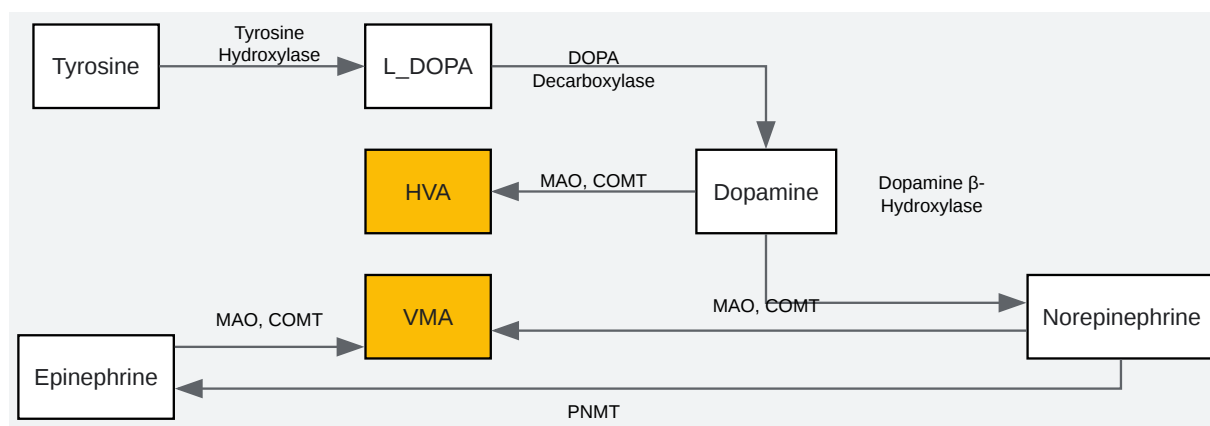 Tyrosine
Hydroxylase
Tyrosine
L_DOPA
DOPA
Decarboxylase
HVA
MAO, COMT
Dopamine
Dopamine β-
Hydroxylase
MAO, COMT
VMA
MAO, COMT
Norepinephrine
Epinephrine
PNMT